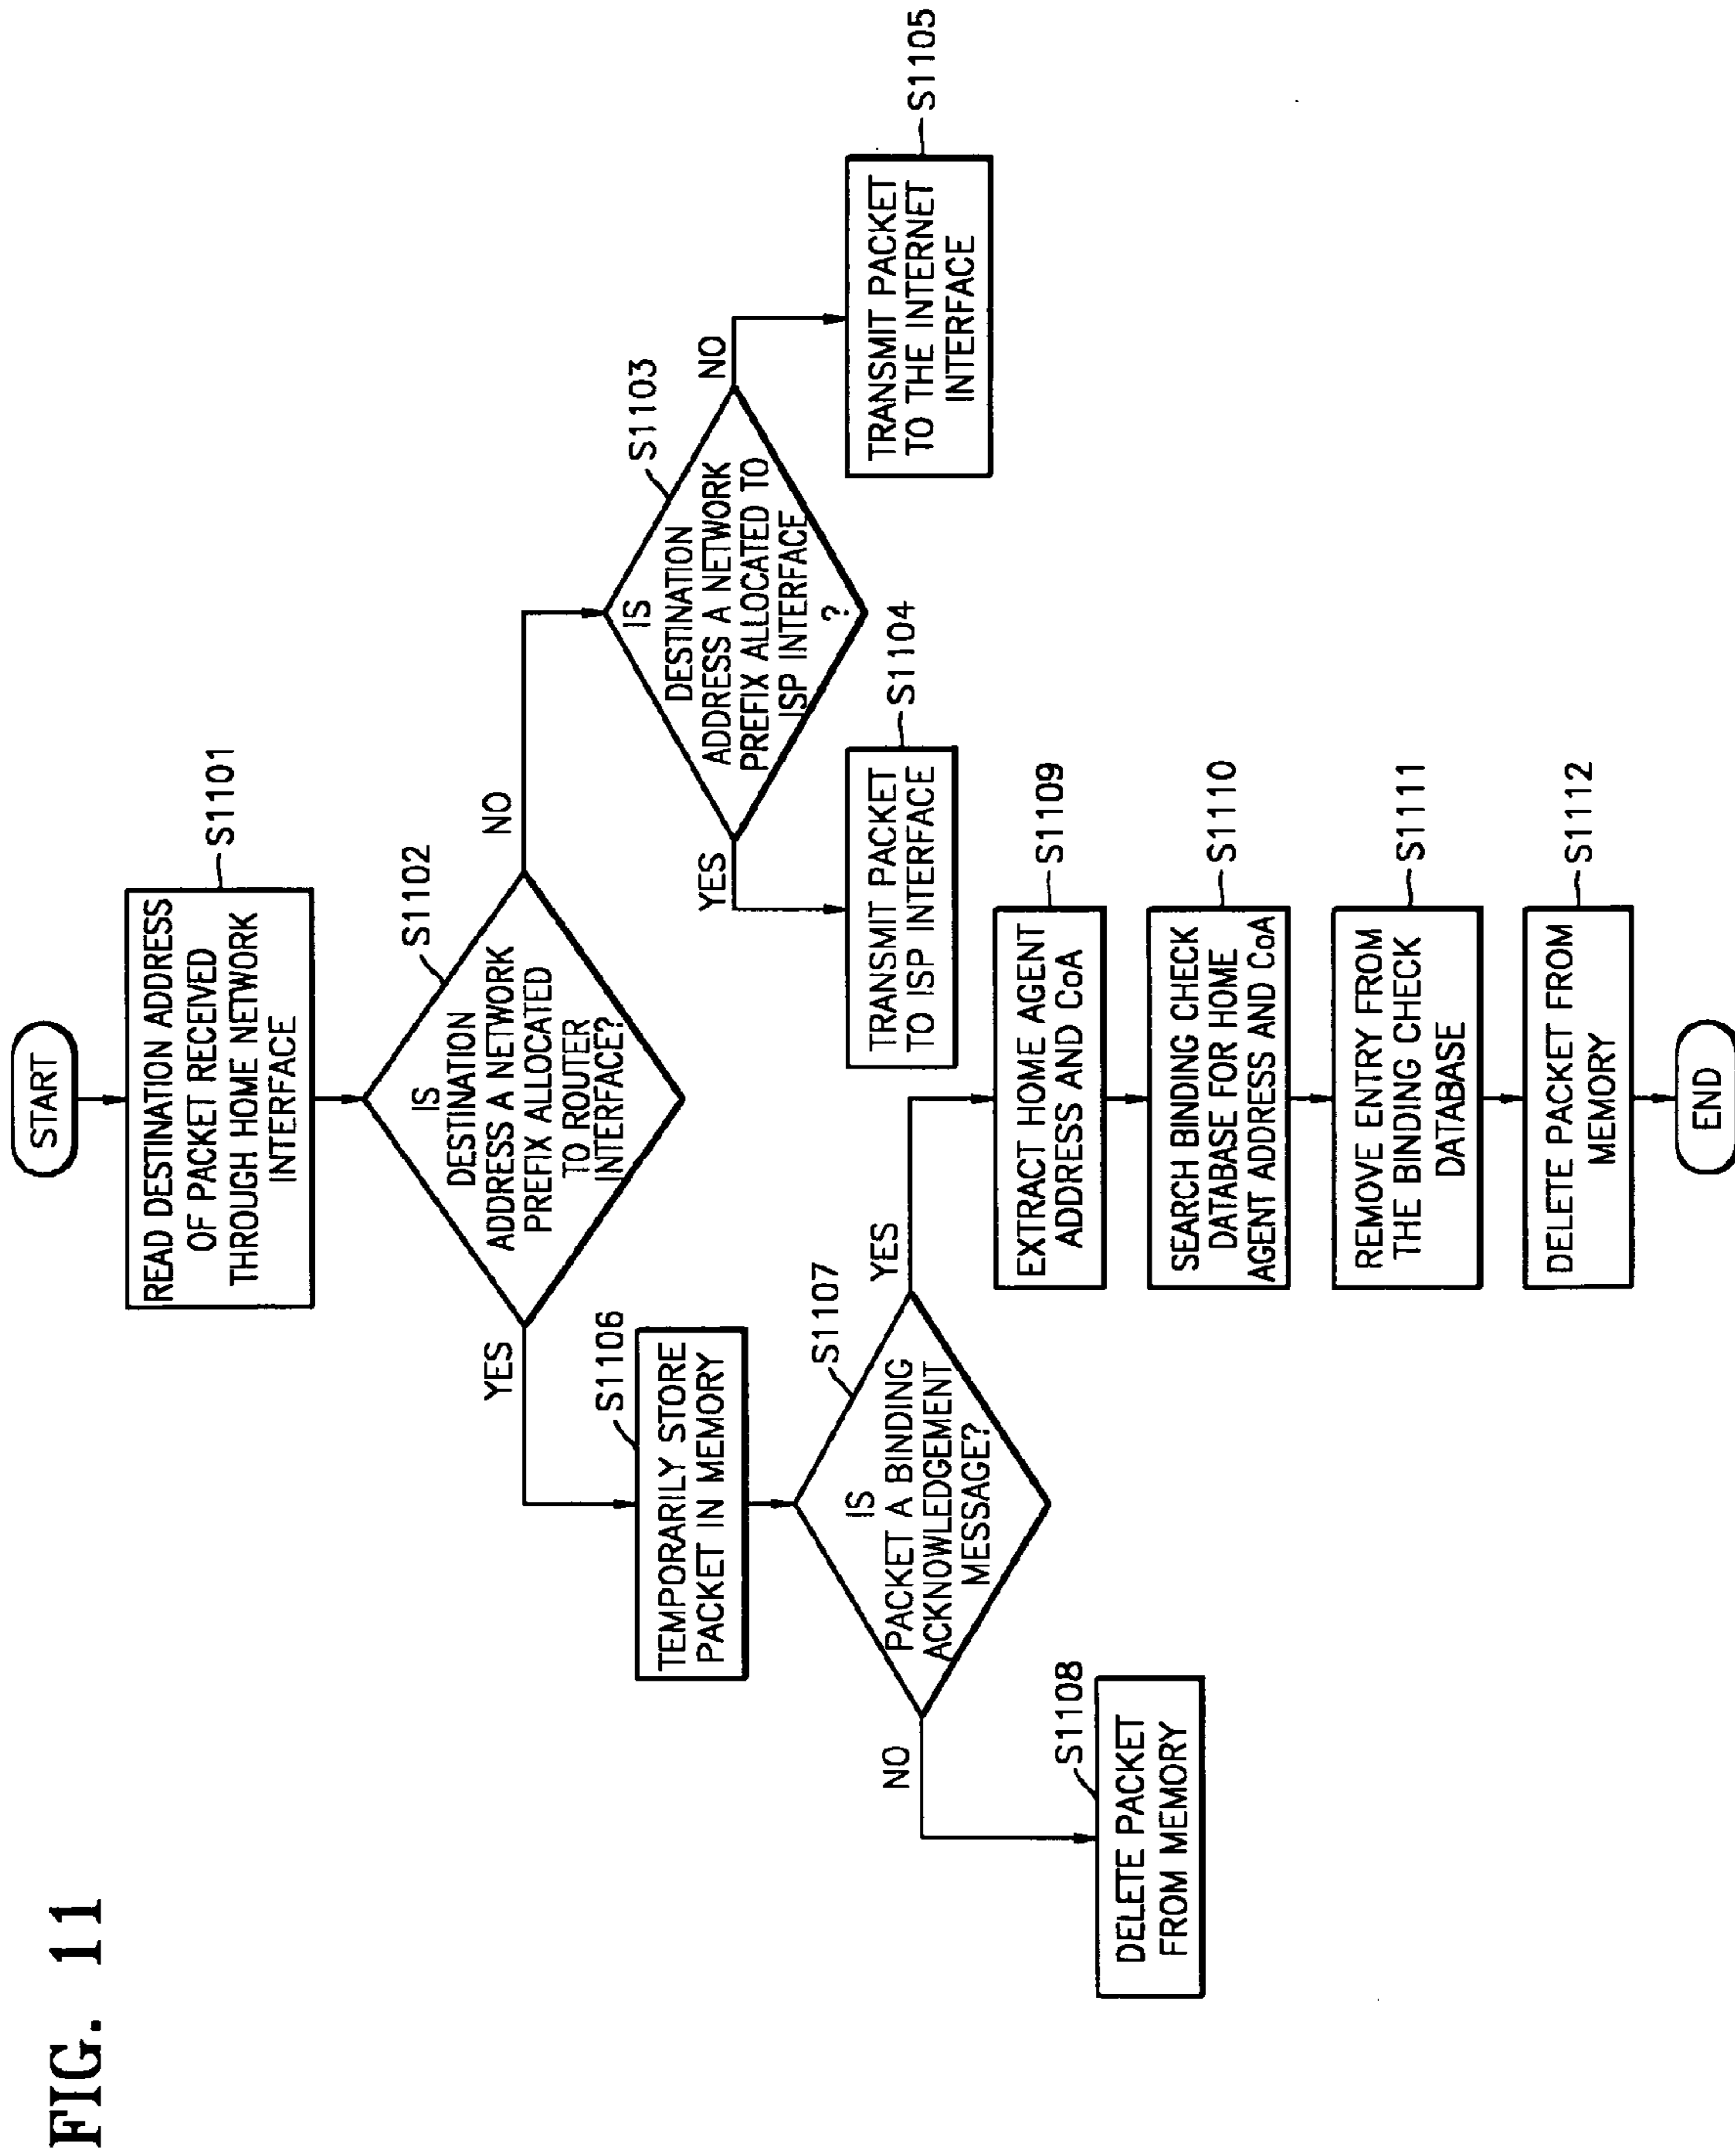 FIG. 11
START
READ DESTINATION ADDRESS
OF PACKET RECEIVED
THROUGH HOME NETWORK
INTERFACE
S1101
IS
DESTINATION
ADDRESS A NETWORK
PREFIX ALLOCATED
TO ROUTER
INTERFACE?
S1102
YES
NO
IS
DESTINATION
ADDRESS A NETWORK
PREFIX ALLOCATED TO
ISP INTERFACE
?
S1103
YES
NO
TRANSMIT PACKET
TO ISP INTERFACE
S1104
TRANSMIT PACKET
TO THE INTERNET
INTERFACE
S1105
TEMPORARILY STORE
PACKET IN MEMORY
S1106
IS
PACKET A BINDING
ACKNOWLEDGEMENT
MESSAGE?
S1107
NO
YES
DELETE PACKET
FROM MEMORY
S1108
EXTRACT HOME AGENT
ADDRESS AND CoA
S1109
SEARCH BINDING CHECK
DATABASE FOR HOME
AGENT ADDRESS AND CoA
S1110
REMOVE ENTRY FROM
THE BINDING CHECK
DATABASE
S1111
DELETE PACKET FROM
MEMORY
S1112
END